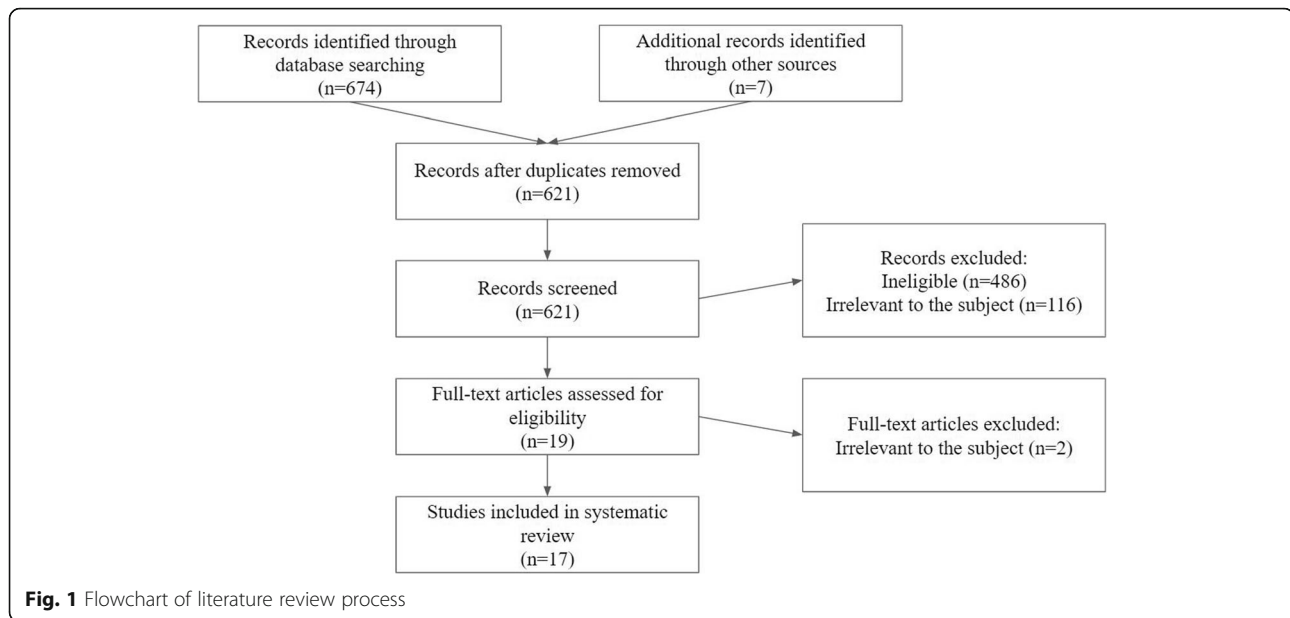 Records identified through
database searching
(n=674)
Additional records identified
through other sources
(n=7)
Records after duplicates removed
(n=621)
Records screened
(n=621)
Records excluded:
Ineligible (n=486)
Irrelevant to the subject (n=116)
Full-text articles assessed for
eligibility
(n=19)
Full-text articles excluded:
Irrelevant to the subject (n=2)
Studies included in systematic
review
(n=17)
Fig. 1 Flowchart of literature review process